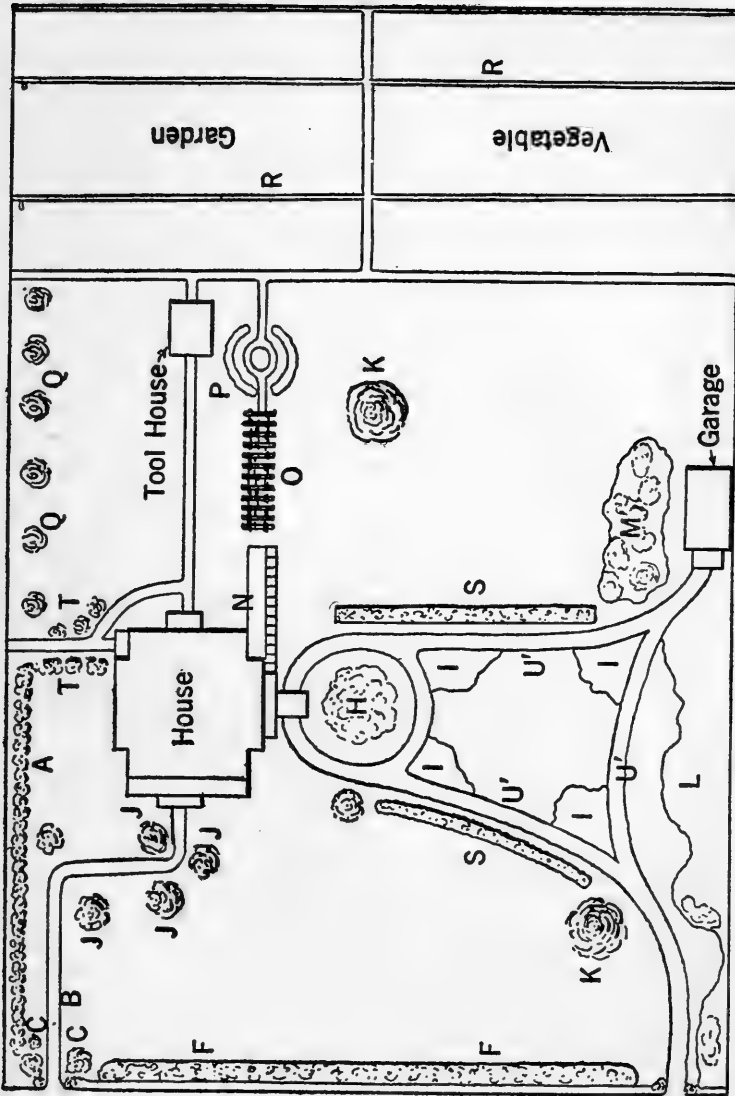 C
A
C
B
T
T
Q
Q
J
J
J
J
House
Tool House
F
P
N
R
Garden
O
H
K
I
I
S
S
F
R
Vegetable
U'
U'
I
I
K
U'
M
L
Garage